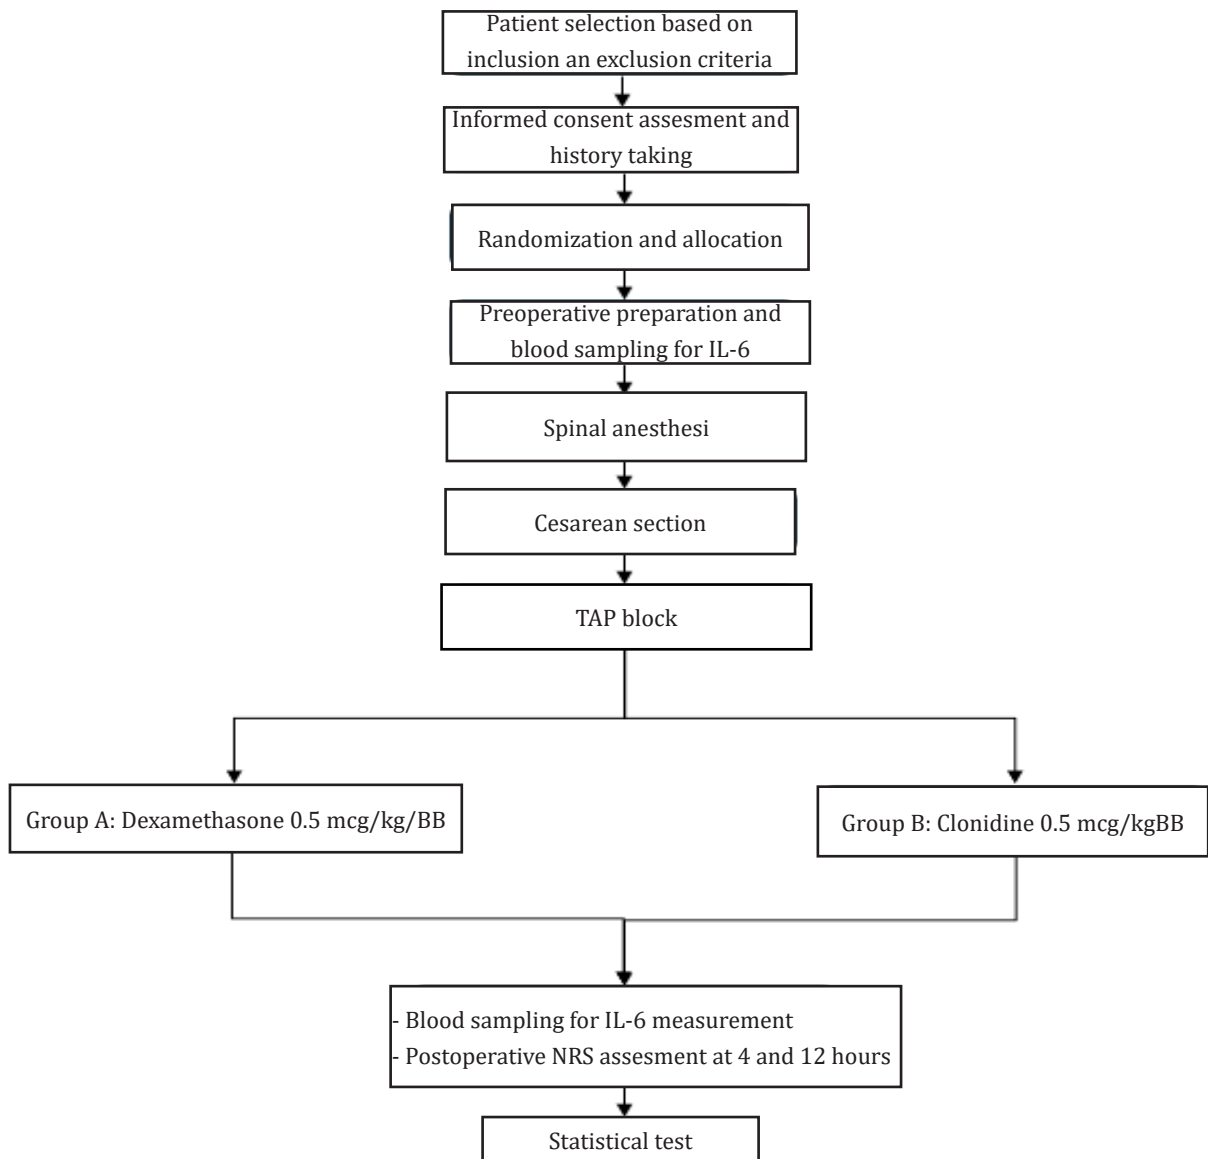 Patient selection based on
inclusion an exclusion criteria
Informed consent assesment and
history taking
Randomization and allocation
Preoperative preparation and
blood sampling for IL-6
Spinal anesthesi
Cesarean section
TAP block
Group A: Dexamethasone 0.5 mcg/kg/BB
Group B: Clonidine 0.5 mcg/kgBB
- Blood sampling for IL-6 measurement
- Postoperative NRS assesment at 4 and 12 hours
Statistical test